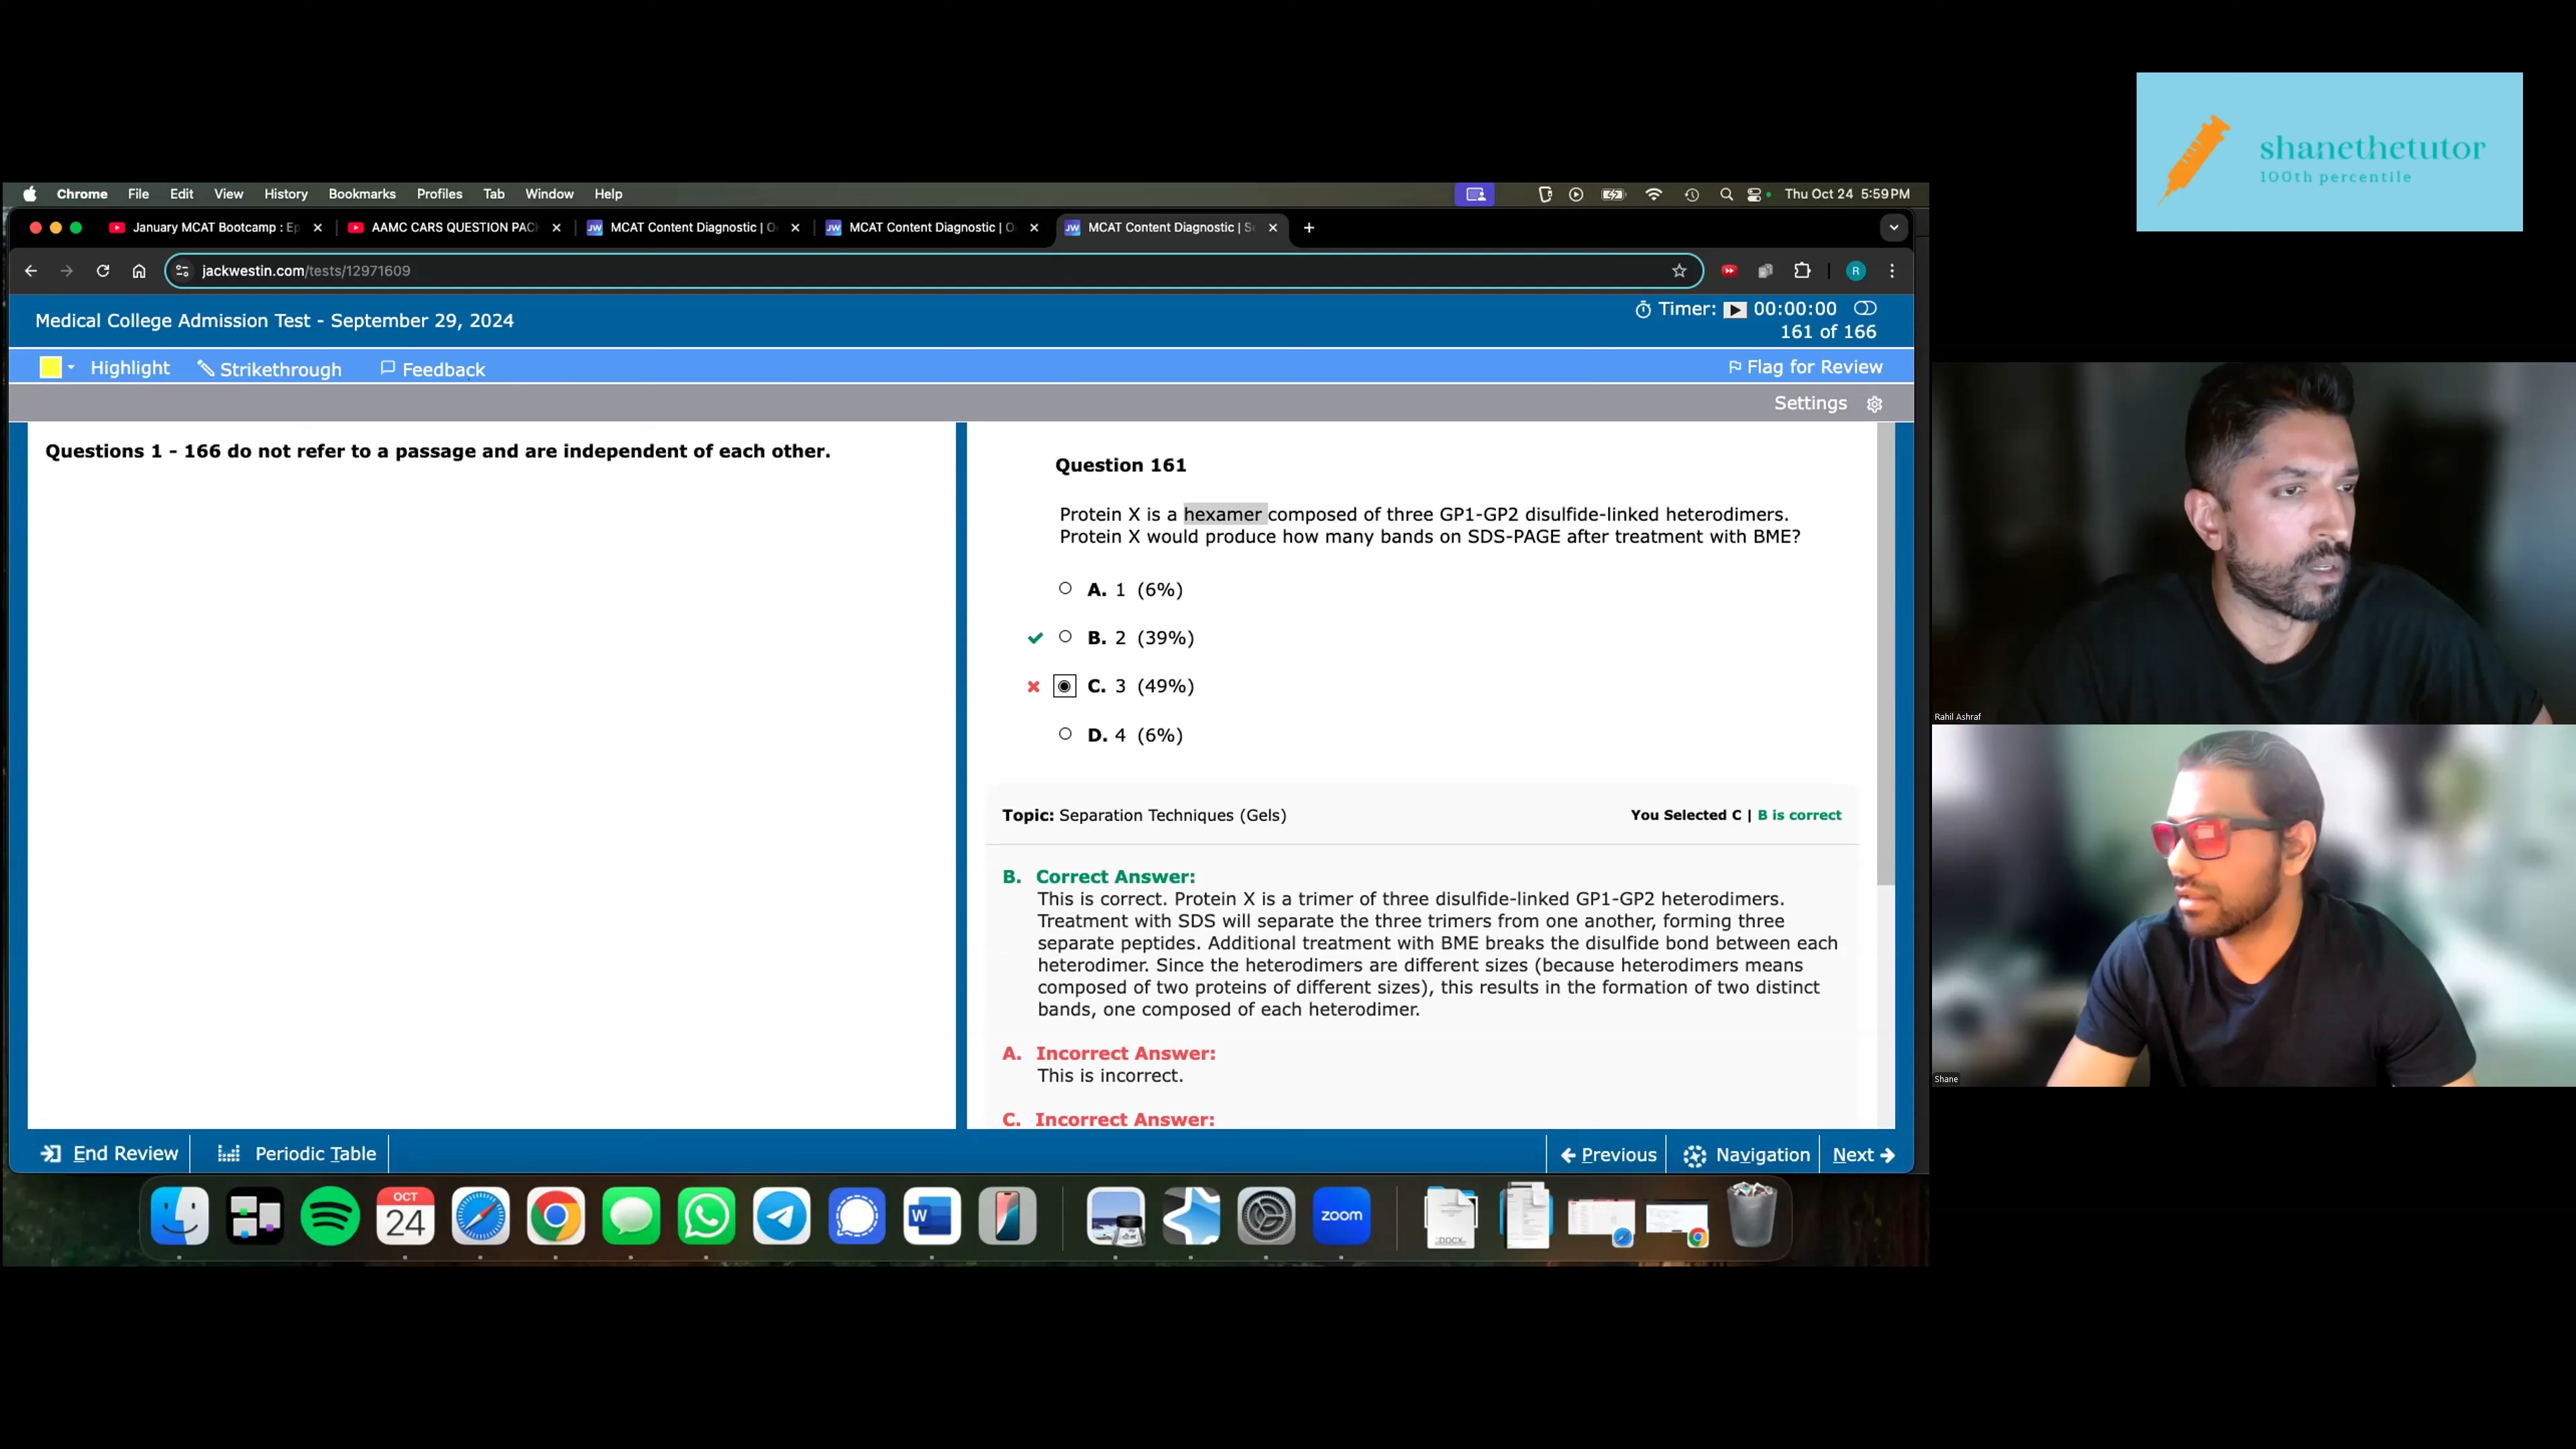 shanethetutor
100th percentile
Chrome File Edit View History Bookmarks Profiles Tab Window Help
Thu Oct 24 5:59 PM
January MCAT Bootcamp : Ep
AAMC CARS QUESTION PAC
MCAT Content Diagnostic | O
MCAT Content Diagnostic | O
MCAT Content Diagnostic | S
jackwestin.com/tests/12971609
R
Medical College Admission Test - September 29, 2024
Timer: 00:00:00
161 of 166
Highlight Strikethrough Feedback
Flag for Review
Settings
Questions 1 - 166 do not refer to a passage and are independent of each other.
Question 161
Protein X is a hexamer composed of three GP1-GP2 disulfide-linked heterodimers.
Protein X would produce how many bands on SDS-PAGE after treatment with BME?
A. 1 (6%)
B. 2 (39%)
C. 3 (49%)
D. 4 (6%)
Topic: Separation Techniques (Gels)
You Selected C | B is correct
B. Correct Answer:
This is correct. Protein X is a trimer of three disulfide-linked GP1-GP2 heterodimers.
Treatment with SDS will separate the three trimers from one another, forming three
separate peptides. Additional treatment with BME breaks the disulfide bond between each
heterodimer. Since the heterodimers are different sizes (because heterodimers means
composed of two proteins of different sizes), this results in the formation of two distinct
bands, one composed of each heterodimer.
A. Incorrect Answer:
This is incorrect.
C. Incorrect Answer:
End Review
Periodic Table
Previous
Navigation
Next
Rahil Ashraf
Shane
OCT
24
W
zoom
.DOCX